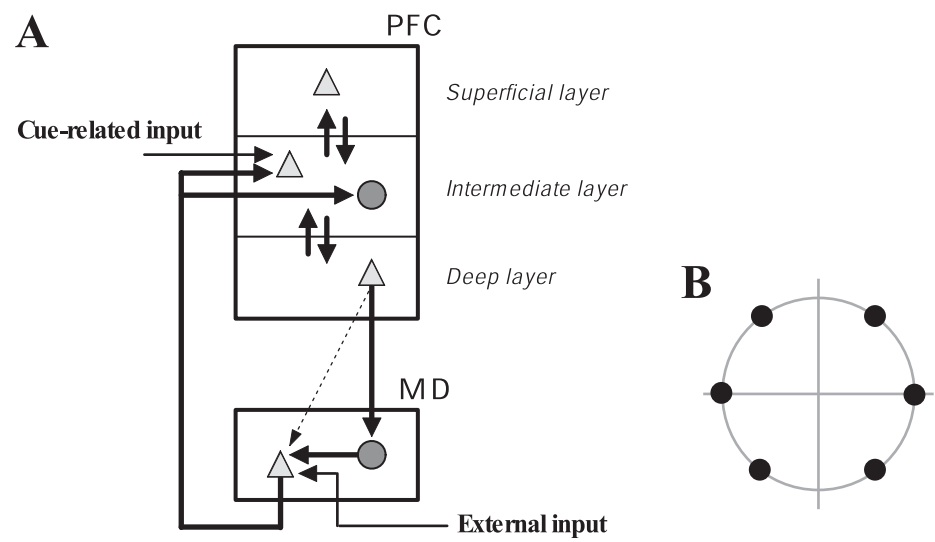 A
PFC
Superficial layer
Cue-related input
Intermediate layer
Deep layer
B
MD
External input